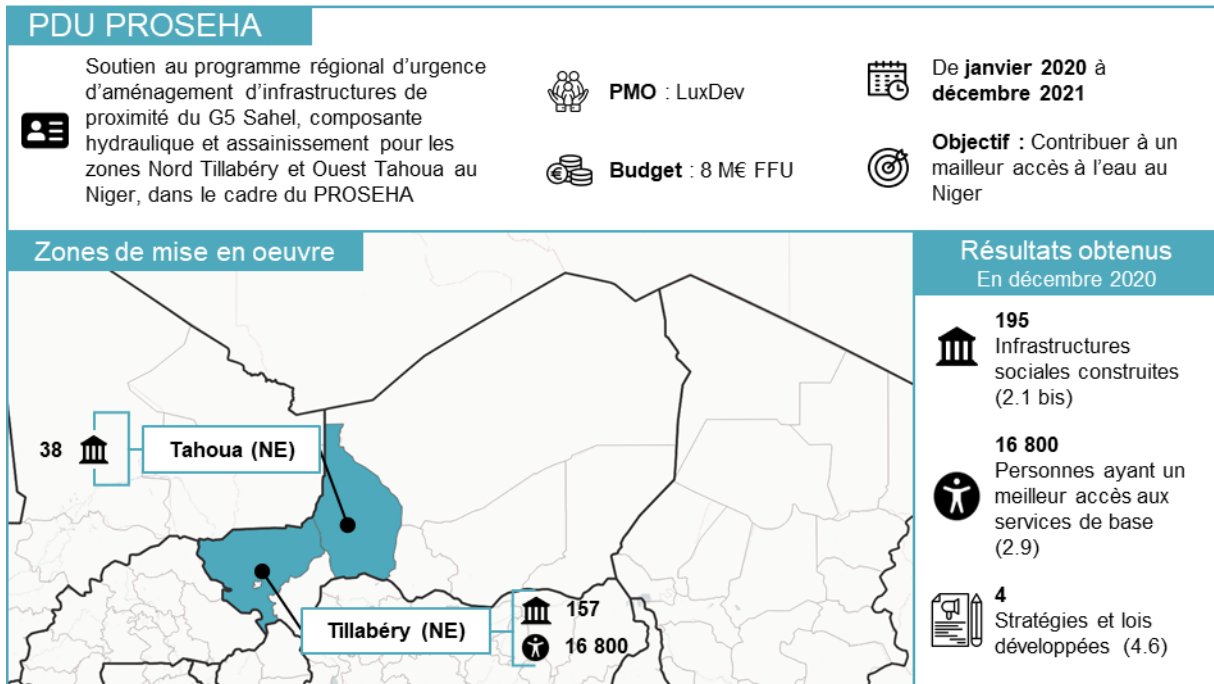 PDU PROSEHA
Soutien au programme régional d'urgence
d'aménagement d'infrastructures de
proximité du G5 Sahel, composante
hydraulique et assainissement pour les
zones Nord Tillabéry et Ouest Tahoua au
Niger, dans le cadre du PROSEHA
PMO : LuxDev
Budget : 8 M€ FFU
De janvier 2020 à
décembre 2021
Objectif : Contribuer à un
mailleur accès à l'eau au
Niger
Zones de mise en oeuvre
38
Tahoua (NE)
Tillabéry (NE)
157
16 800
Résultats obtenus
En décembre 2020
195
Infrastructures
sociales construites
(2.1 bis)
16 800
Personnes ayant un
meilleur accès aux
services de base
(2.9)
4
Stratégies et lois
développées (4.6)